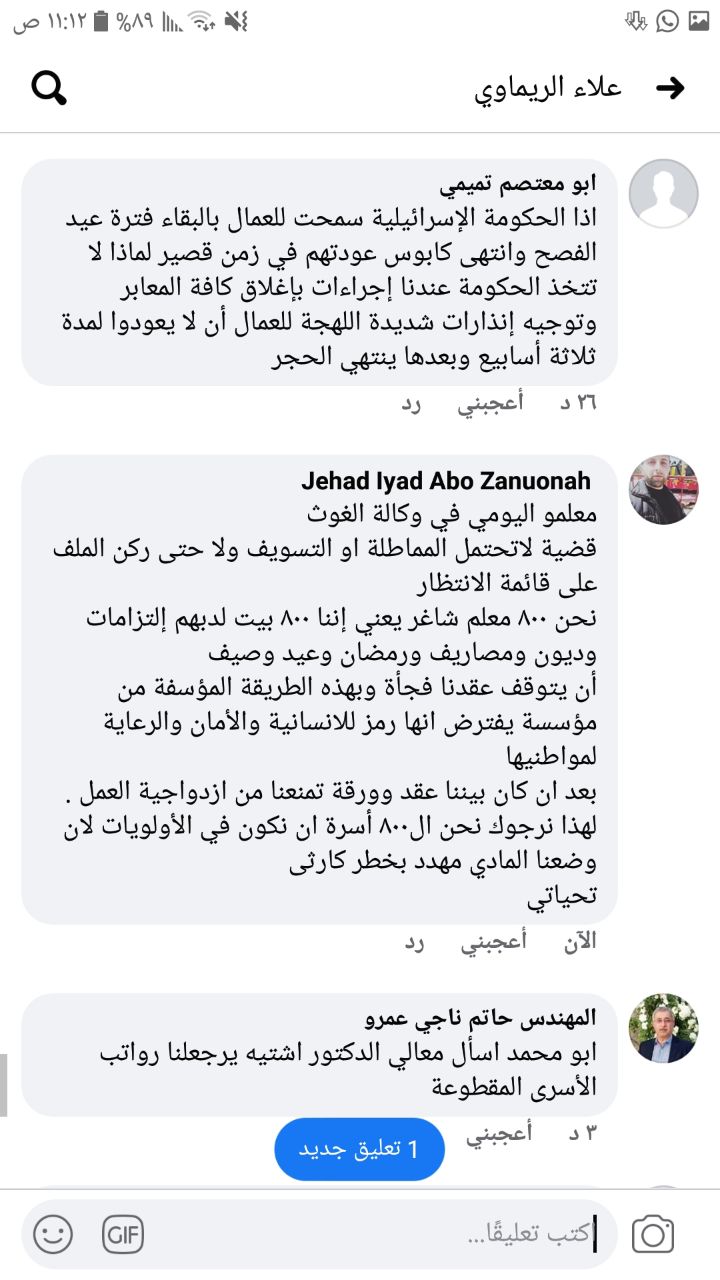 ١١:١٢ ص ٨٩%
علاء الريماوي
ابو معتصم تميمي
اذا الحكومة الإسرائيلية سمحت للعمال بالبقاء فترة عيد
الفصح وانتهى كابوس عودتهم في زمن قصير لماذا لا
تتخذ الحكومة عندنا إجراءات بإغلاق كافة المعابر
وتوجيه إنذارات شديدة اللهجة للعمال أن لا يعودوا لمدة
ثلاثة أسابيع وبعدها ينتهي الحجر
٢٦ د أعجبني رد
Jehad Iyad Abo Zanuonah
معلمو اليومي في وكالة الغوث
قضية لاتحتمل المماطلة او التسويف ولا حتى ركن الملف
على قائمة الانتظار
نحن ٨٠٠ معلم شاغر يعني إننا ٨٠٠ بيت لدبهم إلتزامات
وديون ومصاريف ورمضان وعيد وصيف
أن يتوقف عقدنا فجأة وبهذه الطريقة المؤسفة من
مؤسسة يفترض انها رمز للانسانية والأمان والرعاية
لمواطنيها
بعد ان كان بيننا عقد وورقة تمنعنا من ازدواجية العمل .
لهذا نرجوك نحن ال٨٠٠ أسرة ان نكون في الأولويات لان
وضعنا المادي مهدد بخطر كارثى
تحياتي
الآن أعجبني رد
المهندس حاتم ناجي عمرو
ابو محمد اسأل معالي الدكتور اشتيه يرجعلنا رواتب
الأسرى المقطوعة
٣ د أعجبني
1 تعليق جديد
اكتب تعليقًا...
GIF